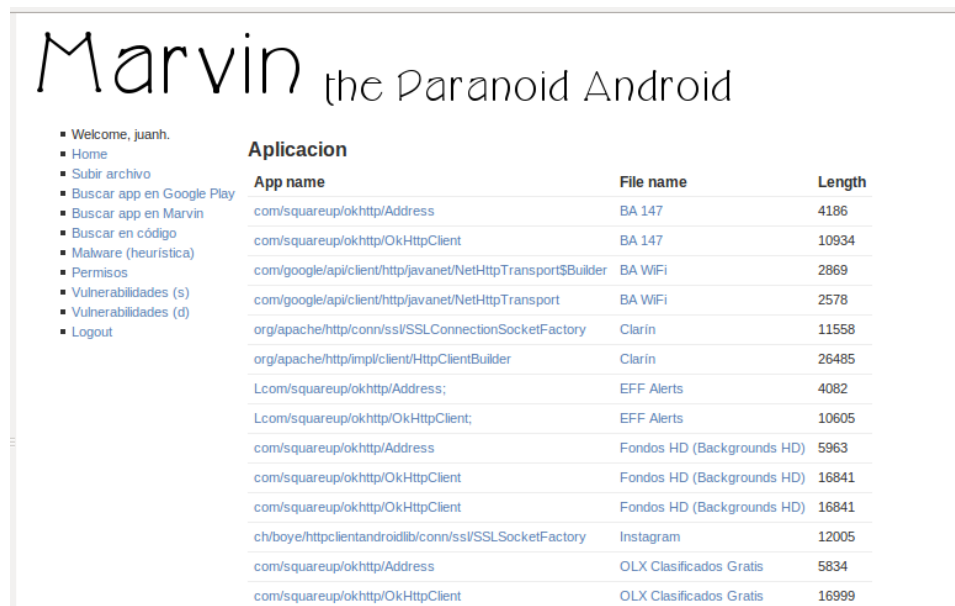 Marvin the Paranoid Android
Welcome, juanh.
Home
Subir archivo
Buscar app en Google Play
Buscar app en Marvin
Buscar en código
Malware (heurística)
Permisos
Vulnerabilidades (s)
Vulnerabilidades (d)
Logout
Aplicacion
App name File name Length
com/squareup/okhttp/Address BA 147 4186
com/squareup/okhttp/OkHttpClient BA 147 10934
com/google/api/client/http/javanet/NetHttpTransport$Builder BA WiFi 2869
com/google/api/client/http/javanet/NetHttpTransport BA WiFi 2578
org/apache/http/conn/ssl/SSLConnectionSocketFactory Clarín 11558
org/apache/http/impl/client/HttpClientBuilder Clarín 26485
Lcom/squareup/okhttp/Address; EFF Alerts 4082
Lcom/squareup/okhttp/OkHttpClient; EFF Alerts 10605
com/squareup/okhttp/Address Fondos HD (Backgrounds HD) 5963
com/squareup/okhttp/OkHttpClient Fondos HD (Backgrounds HD) 16841
com/squareup/okhttp/OkHttpClient Fondos HD (Backgrounds HD) 16841
ch/boye/httpclientandroidlib/conn/ssl/SSLSocketFactory Instagram 12005
com/squareup/okhttp/Address OLX Clasificados Gratis 5834
com/squareup/okhttp/OkHttpClient OLX Clasificados Gratis 16999